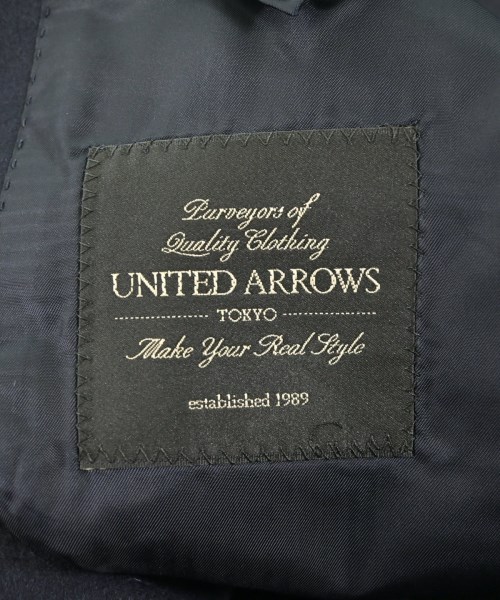 Purveyors of
Quality Clothing
UNITED ARROWS
TOKYO
Make Your Real Style
established 1989